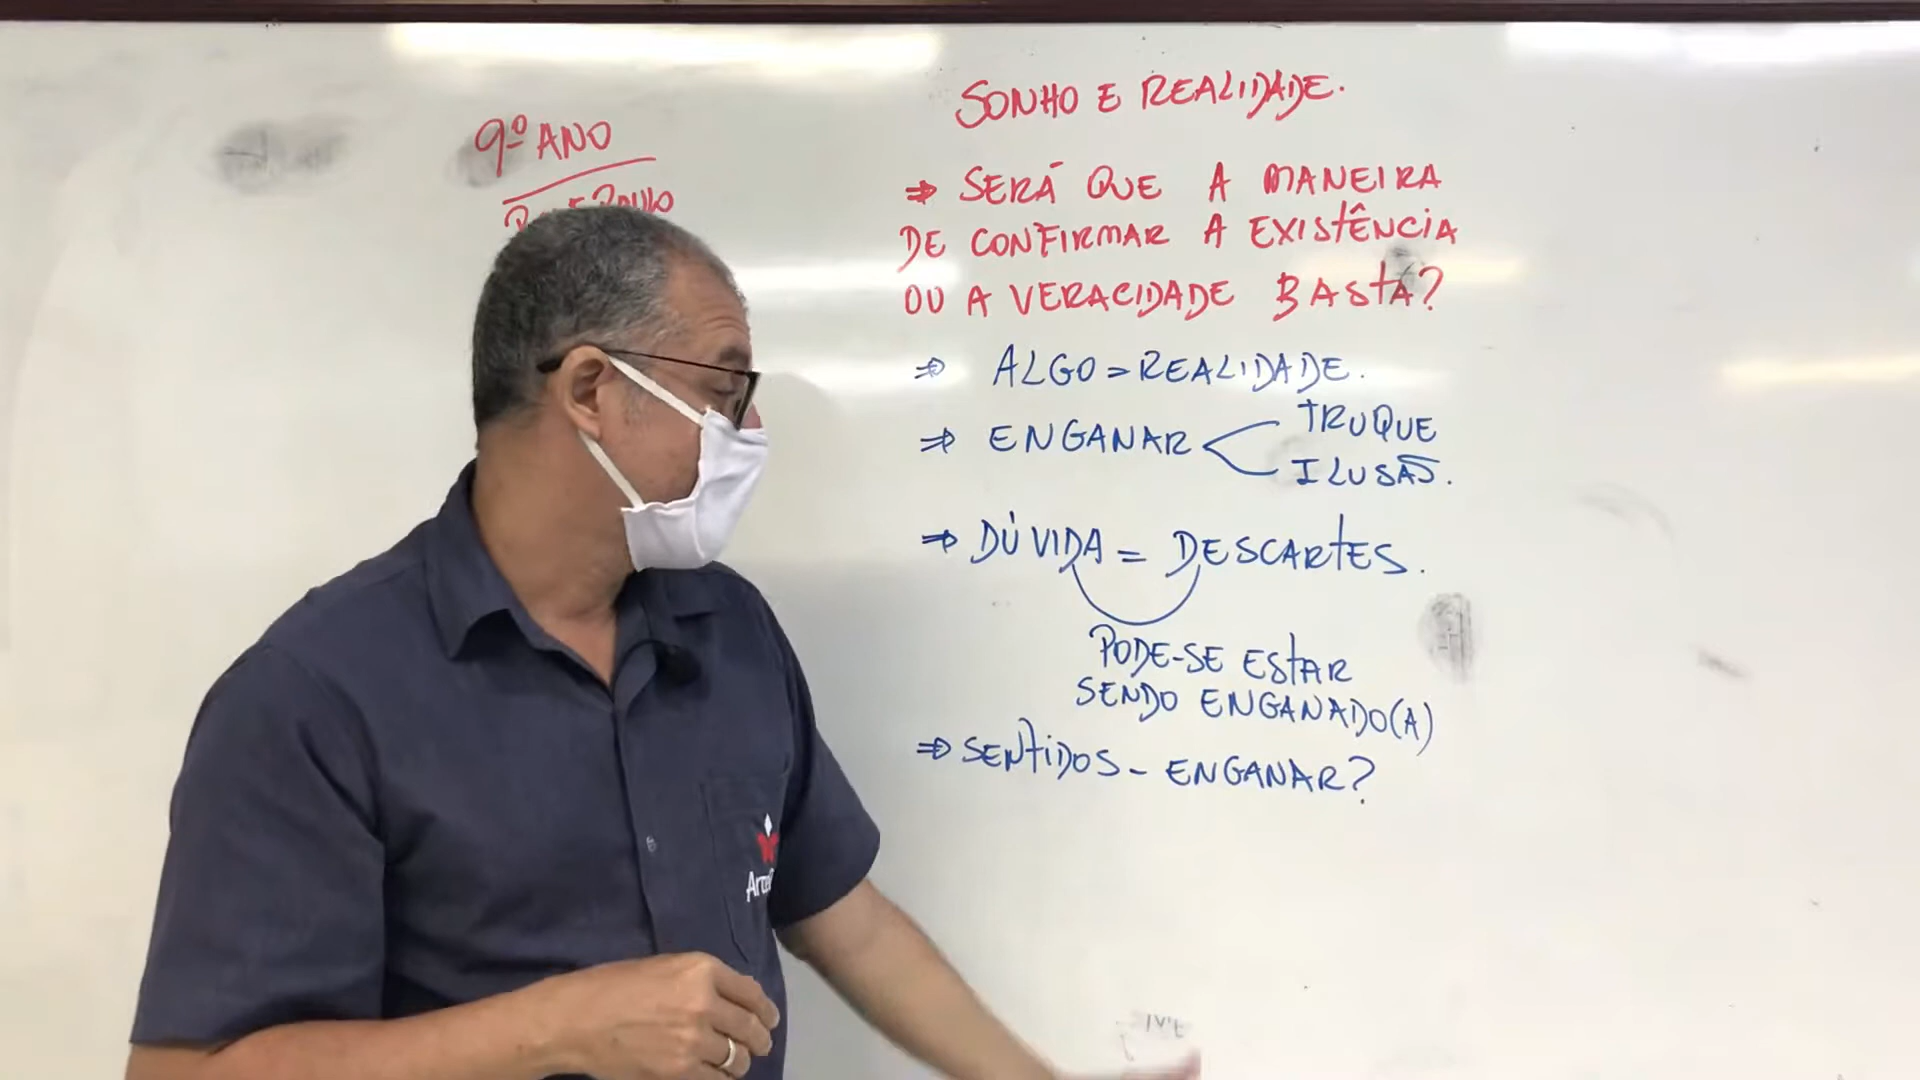 9º ANO
PAULO
SONHO E REALIDADE.
⇒ SERÁ QUE A MANEIRA
DE CONFIRMAR A EXISTÊNCIA
OU A VERACIDADE BASTA?
⇒ ALGO = REALIDADE.
⇒ ENGANAR < TRUQUE
ILUSÃO.
⇒ DÚVIDA = DESCARTES.
PODE-SE ESTAR
SENDO ENGANADO(A)
⇒ SENTIDOS - ENGANAR?